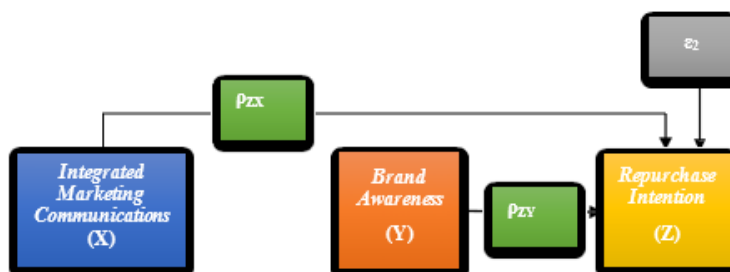 ε2
ρZX
Integrated
Marketing
Communications
(X)
Brand
Awareness
(Y)
ρZY
Repurchase
Intention
(Z)